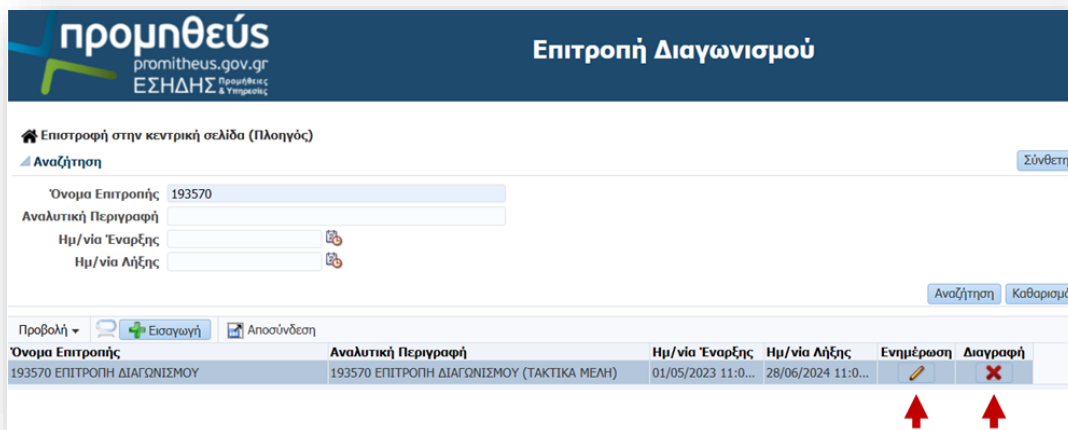 προμηθεύs
promitheus.gov.gr
ΕΣΗΔΗΣ Προμήθειες & Υπηρεσίες
Επιτροπή Διαγωνισμού
Επιστροφή στην κεντρική σελίδα (Πλοηγός)
Αναζήτηση
Σύνθετη
Όνομα Επιτροπής 193570
Αναλυτική Περιγραφή
Ημ/νία Έναρξης
Ημ/νία Λήξης
Αναζήτηση Καθαρισμό
Προβολή Εισαγωγή Αποσύνδεση
Όνομα Επιτροπής Αναλυτική Περιγραφή Ημ/νία Έναρξης Ημ/νία Λήξης Ενημέρωση Διαγραφή
193570 ΕΠΙΤΡΟΠΗ ΔΙΑΓΩΝΙΣΜΟΥ 193570 ΕΠΙΤΡΟΠΗ ΔΙΑΓΩΝΙΣΜΟΥ (ΤΑΚΤΙΚΑ ΜΕΛΗ) 01/05/2023 11:0... 28/06/2024 11:0...